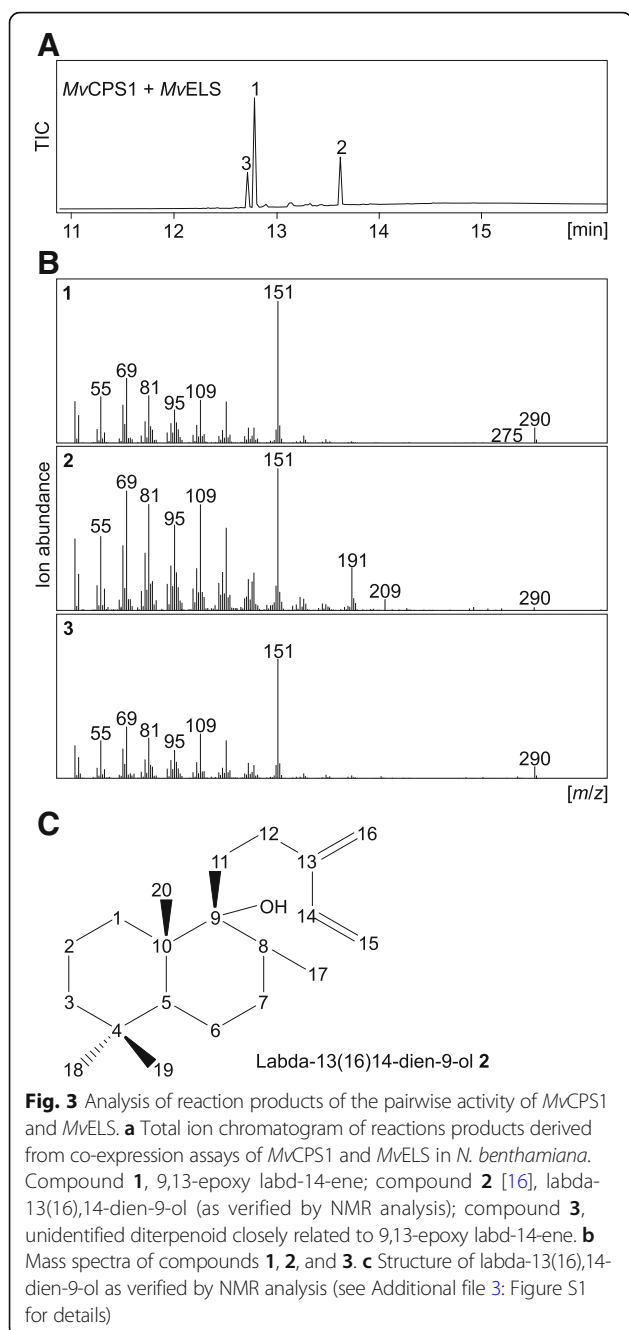 A
MvCPS1 + MvELS
1
3
2
TIC
11 12 13 14 15 [min]
B
1
151
55 69 81 95 109
275 290
2
151
55 69 81 95 109
191 209 290
Ion abundance
3
151
55 69 81 95 109
290
[m/z]
C
12 16
11 13
20 OH 14
1 9 15
2 10 8
17
3 5 7
4 6
18 19
Labda-13(16)14-dien-9-ol 2
Fig. 3 Analysis of reaction products of the pairwise activity of MvCPS1
and MvELS. a Total ion chromatogram of reactions products derived
from co-expression assays of MvCPS1 and MvELS in N. benthamiana.
Compound 1, 9,13-epoxy labd-14-ene; compound 2 [16], labda-
13(16),14-dien-9-ol (as verified by NMR analysis); compound 3,
unidentified diterpenoid closely related to 9,13-epoxy labd-14-ene. b
Mass spectra of compounds 1, 2, and 3. c Structure of labda-13(16),14-
dien-9-ol as verified by NMR analysis (see Additional file 3: Figure S1
for details)